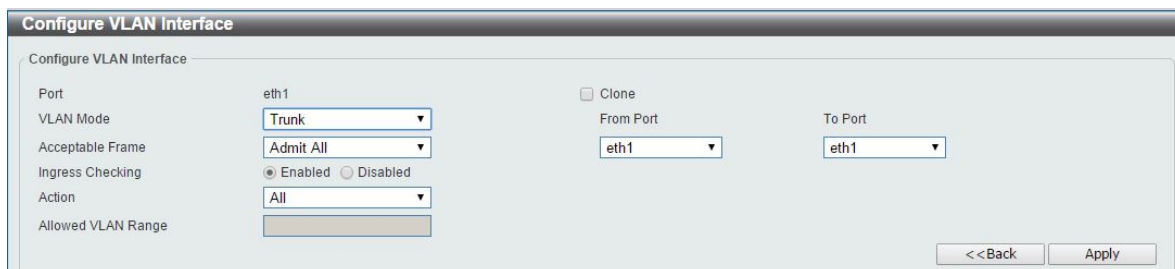 Configure VLAN Interface
Configure VLAN Interface
Port eth1 Clone
VLAN Mode Trunk From Port To Port
Acceptable Frame Admit All eth1 eth1
Ingress Checking Enabled Disabled
Action All
Allowed VLAN Range
<<Back Apply